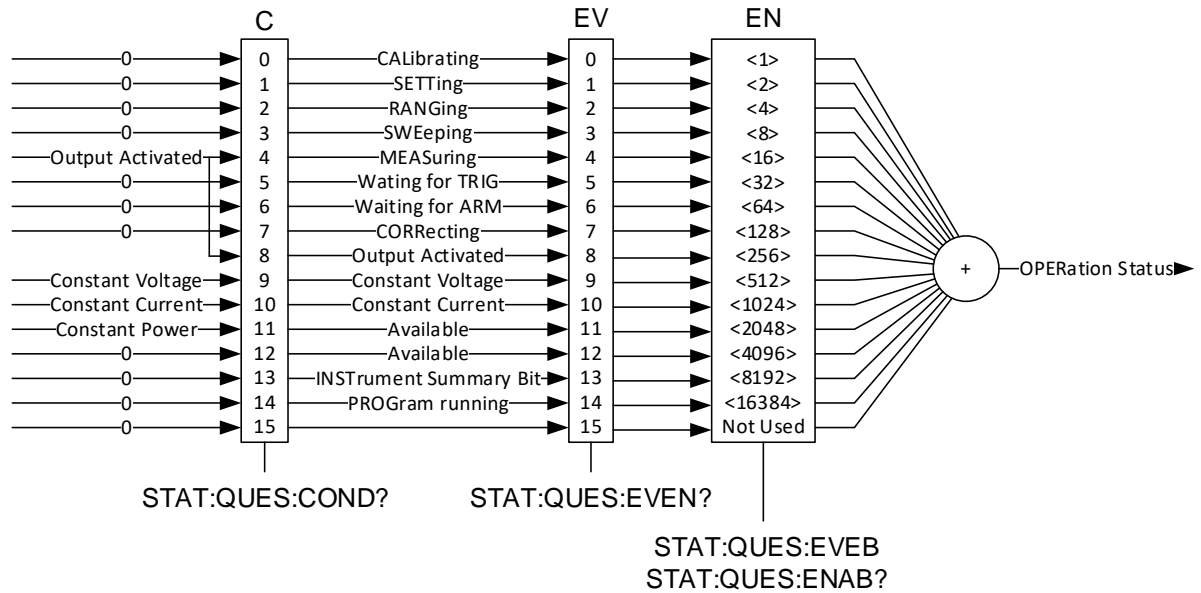 C EV EN
0 0 CALibrating 0 <1>
0 1 SETTing 1 <2>
0 2 RANGing 2 <4>
0 3 SWEeping 3 <8>
Output Activated 4 MEASuring 4 <16>
0 5 Wating for TRIG 5 <32>
0 6 Waiting for ARM 6 <64>
0 7 CORRecting 7 <128>
8 Output Activated 8 <256>
+ OPERation Status
Constant Voltage 9 Constant Voltage 9 <512>
Constant Current 10 Constant Current 10 <1024>
Constant Power 11 Available 11 <2048>
0 12 Available 12 <4096>
0 13 INSTrument Summary Bit 13 <8192>
0 14 PROGram running 14 <16384>
0 15 15 Not Used
STAT:QUES:COND? STAT:QUES:EVEN?
STAT:QUES:EVEB
STAT:QUES:ENAB?